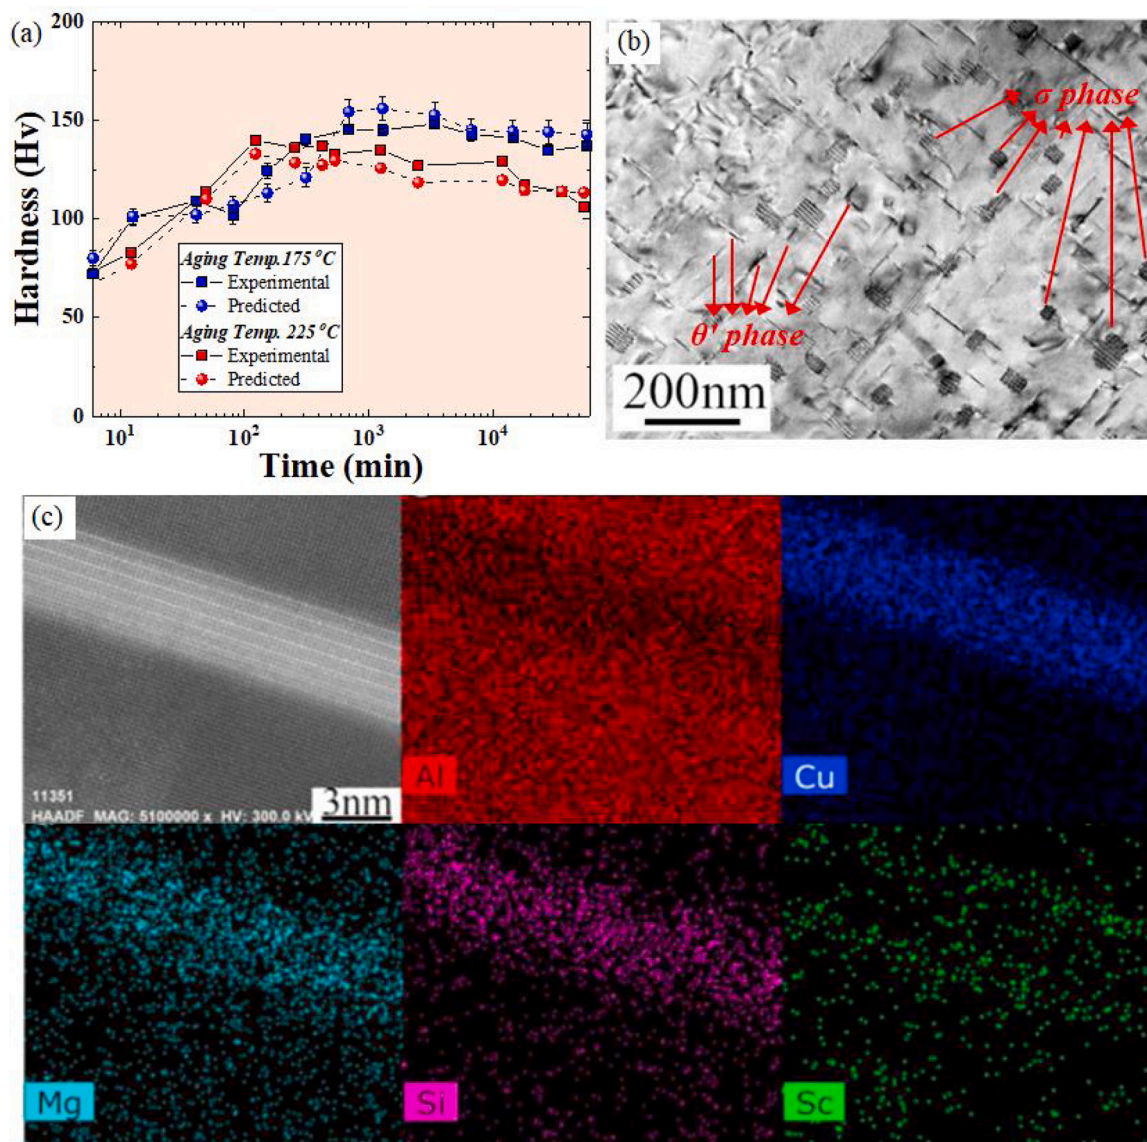 (a)
200
150
100
50
0
Hardness (Hv)
Aging Temp.175 °C
Experimental
Predicted
Aging Temp. 225 °C
Experimental
Predicted
10¹ 10² 10³ 10⁴
Time (min)
(b)
σ phase
θ' phase
200nm
(c)
11351
HAADF MAG: 5100000 x HV: 300.0 kV
3nm
Al
Cu
Mg
Si
Sc